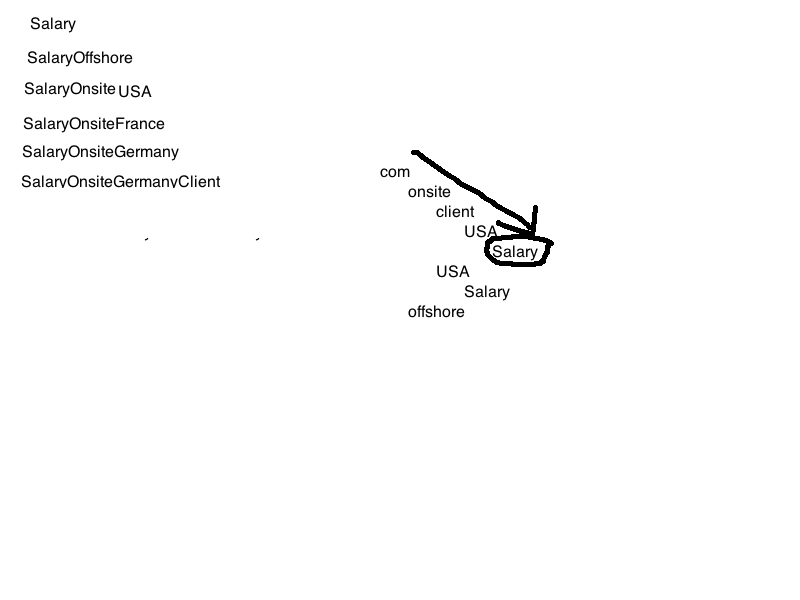 Salary
SalaryOffshore
SalaryOnsite USA
SalaryOnsiteFrance
SalaryOnsiteGermany
SalaryOnsiteGermanyClient
com
onsite
client
USA
Salary
USA
Salary
offshore